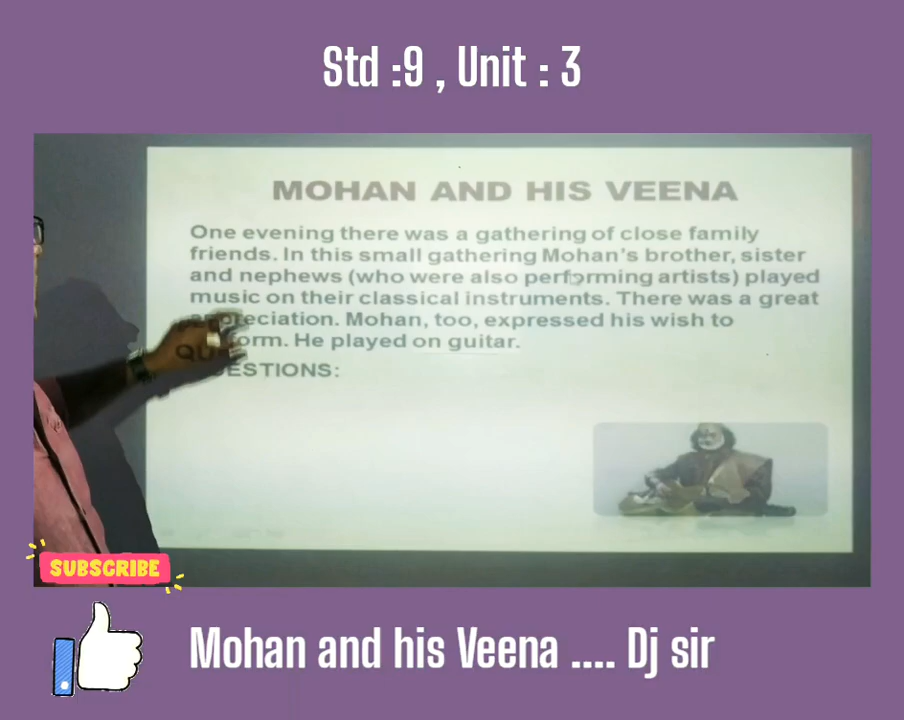 Std :9 , Unit : 3
MOHAN AND HIS VEENA
One evening there was a gathering of close family
friends. In this small gathering Mohan's brother, sister
and nephews (who were also performing artists) played
music on their classical instruments. There was a great
appreciation. Mohan, too, expressed his wish to
form. He played on guitar.
QUESTIONS:
SUBSCRIBE
Mohan and his Veena .... Dj sir